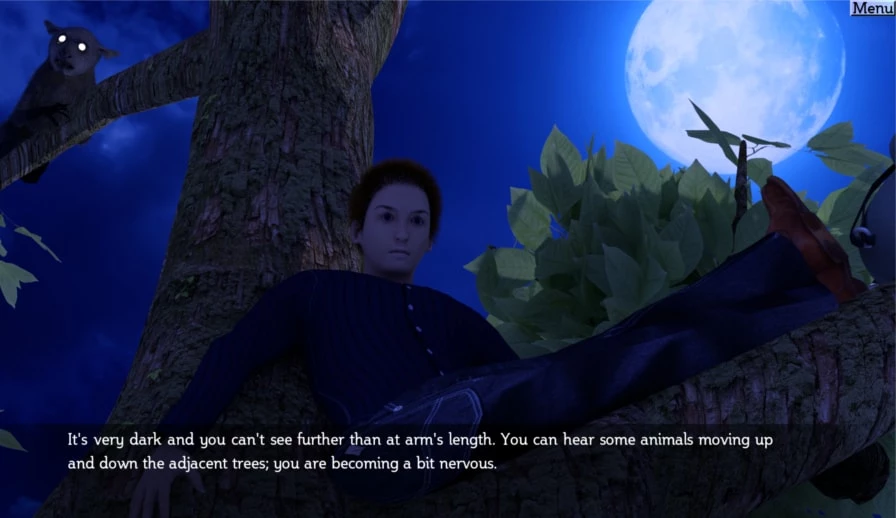 Menu
It's very dark and you can't see further than at arm's length. You can hear some animals moving up
and down the adjacent trees; you are becoming a bit nervous.